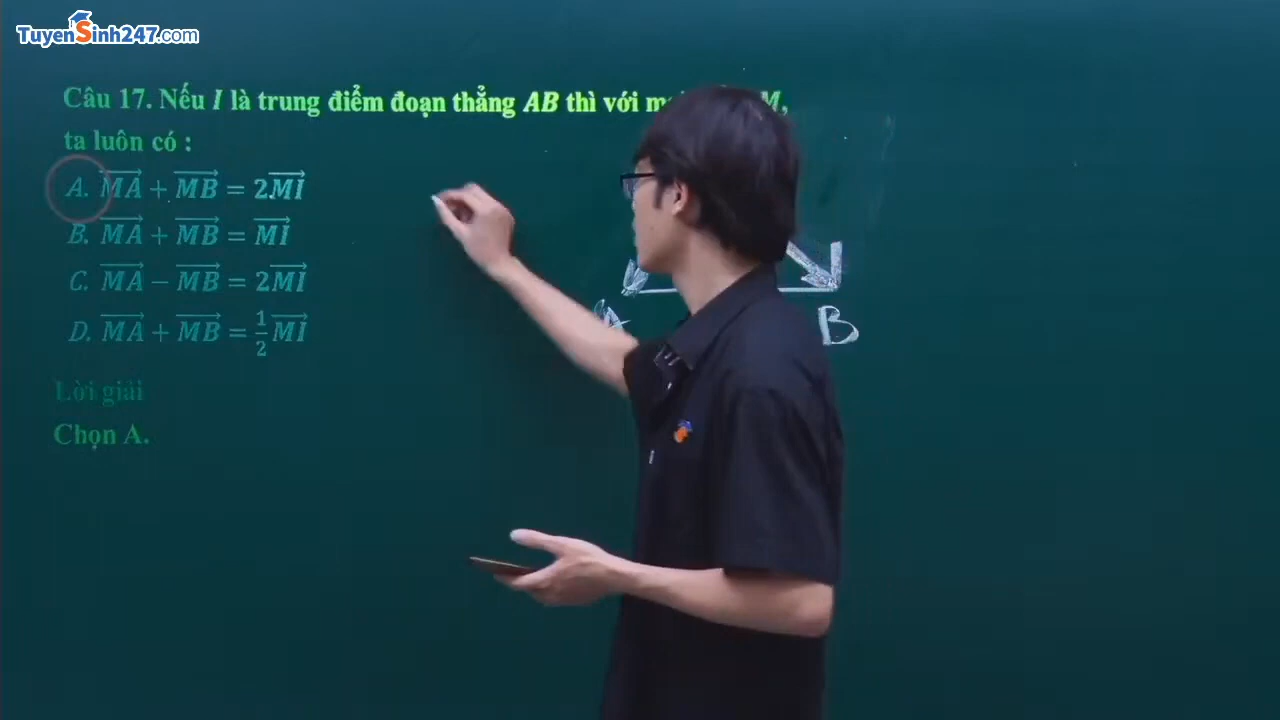 TuyenSinh247.com
Câu 17. Nếu I là trung điểm đoạn thẳng AB thì với M,
ta luôn có :
A. \overrightarrow{MA} + \overrightarrow{MB} = 2\overrightarrow{MI}
B. \overrightarrow{MA} + \overrightarrow{MB} = \overrightarrow{MI}
C. \overrightarrow{MA} − \overrightarrow{MB} = 2\overrightarrow{MI}
D. \overrightarrow{MA} + \overrightarrow{MB} = \frac{1}{2}\overrightarrow{MI}
A B
Lời giải
Chọn A.